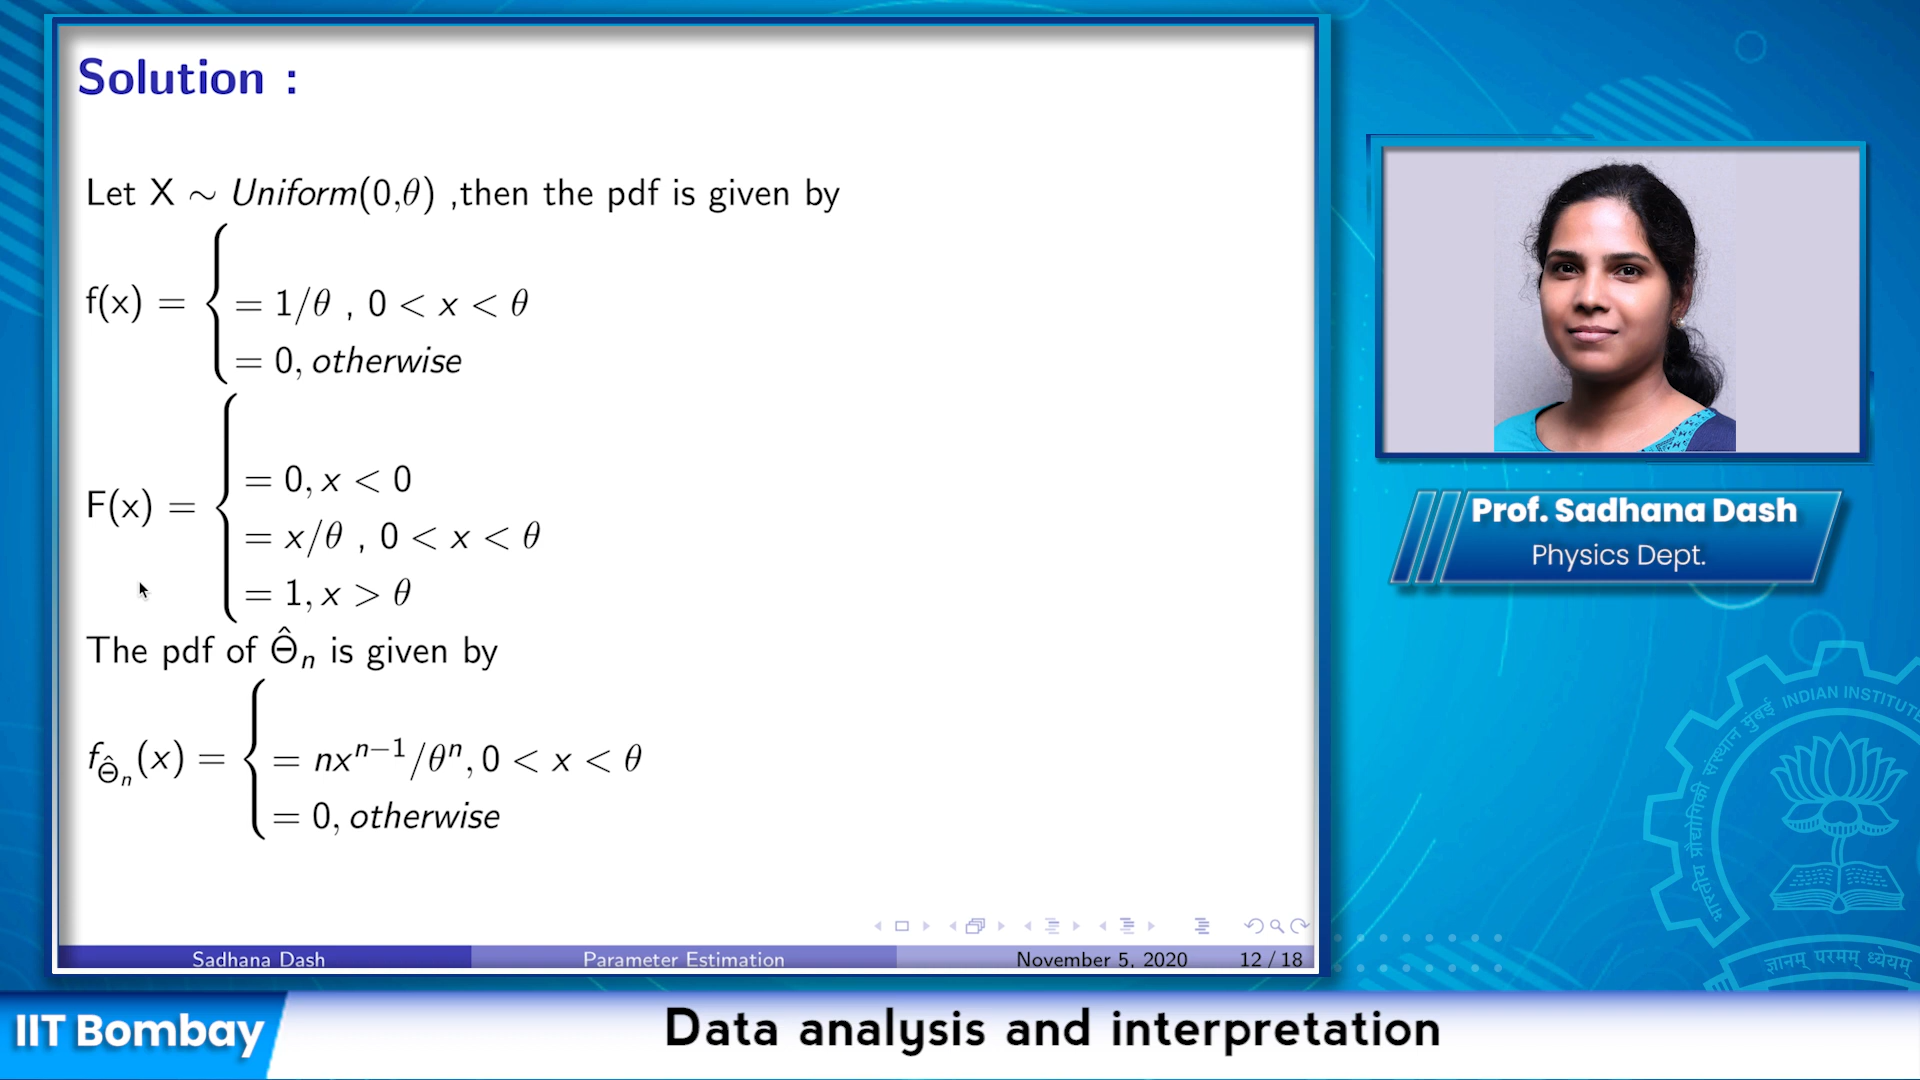 Solution :
Let X ∼ Uniform(0,θ) ,then the pdf is given by
f(x) = { = 1/θ , 0 < x < θ
= 0, otherwise
F(x) = { = 0, x < 0
= x/θ , 0 < x < θ
= 1, x > θ
The pdf of Θ̂ₙ is given by
f_Θ̂ₙ(x) = { = nxⁿ⁻¹/θⁿ, 0 < x < θ
= 0, otherwise
Sadhana Dash Parameter Estimation November 5, 2020 12 / 18
Prof. Sadhana Dash
Physics Dept.
INDIAN INSTITUTE
भारतीय प्रौद्योगिकी संस्थान मुंबई
ज्ञानम् परमम् ध्येयम्
IIT Bombay
Data analysis and interpretation